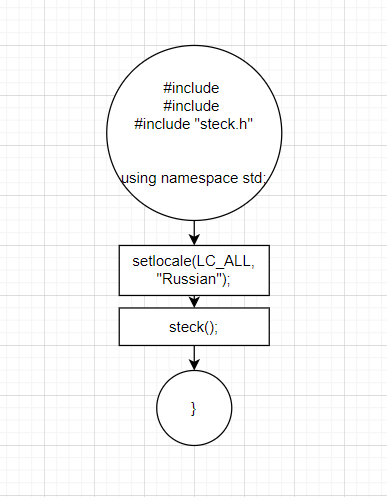 #include
#include
#include "steck.h"
using namespace std;
setlocale(LC_ALL,
"Russian");
steck();
}